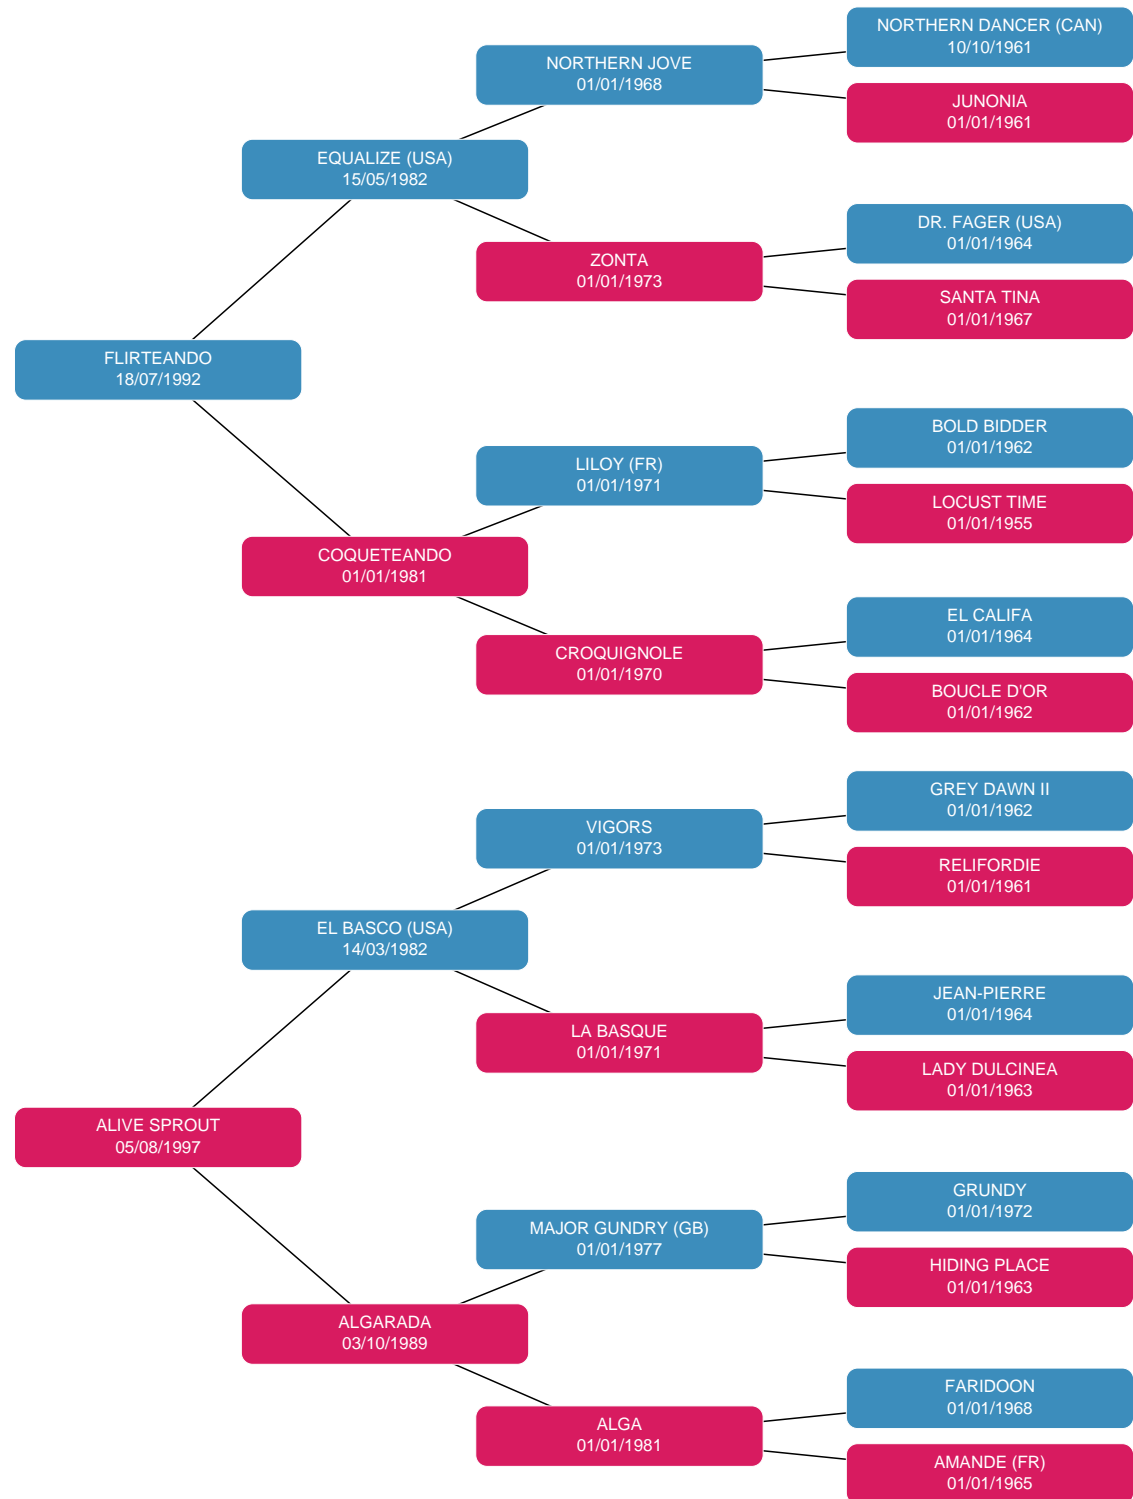 NORTHERN DANCER (CAN)
10/10/1961
NORTHERN JOVE
01/01/1968
JUNONIA
01/01/1961
EQUALIZE (USA)
15/05/1982
DR. FAGER (USA)
01/01/1964
ZONTA
01/01/1973
SANTA TINA
01/01/1967
FLIRTEANDO
18/07/1992
BOLD BIDDER
01/01/1962
LILOY (FR)
01/01/1971
LOCUST TIME
01/01/1955
COQUETEANDO
01/01/1981
EL CALIFA
01/01/1964
CROQUIGNOLE
01/01/1970
BOUCLE D'OR
01/01/1962
GREY DAWN II
01/01/1962
VIGORS
01/01/1973
RELIFORDIE
01/01/1961
EL BASCO (USA)
14/03/1982
JEAN-PIERRE
01/01/1964
LA BASQUE
01/01/1971
LADY DULCINEA
01/01/1963
ALIVE SPROUT
05/08/1997
GRUNDY
01/01/1972
MAJOR GUNDRY (GB)
01/01/1977
HIDING PLACE
01/01/1963
ALGARADA
03/10/1989
FARIDOON
01/01/1968
ALGA
01/01/1981
AMANDE (FR)
01/01/1965